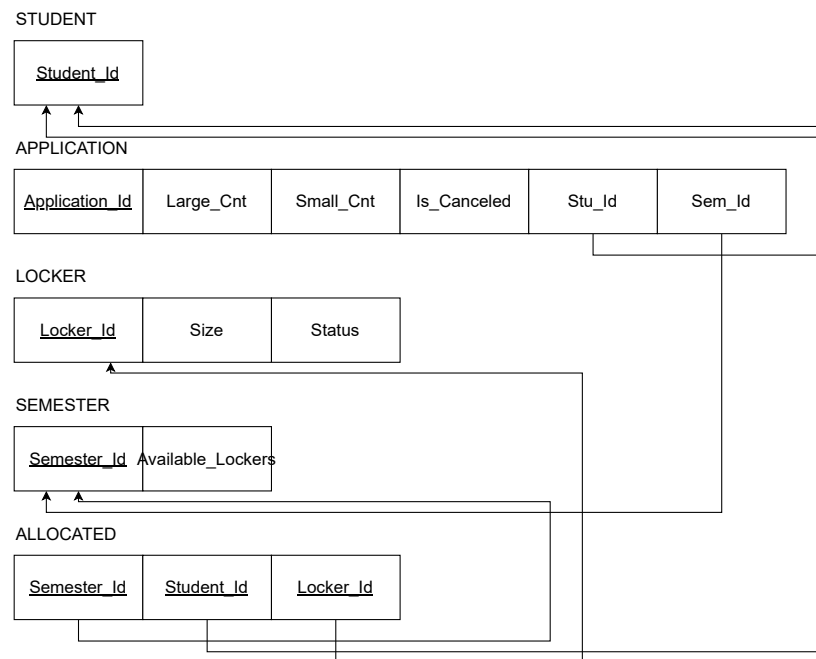 STUDENT
Student_Id
APPLICATION
Application_Id Large_Cnt Small_Cnt Is_Canceled Stu_Id Sem_Id
LOCKER
Locker_Id Size Status
SEMESTER
Semester_Id Available_Lockers
ALLOCATED
Semester_Id Student_Id Locker_Id